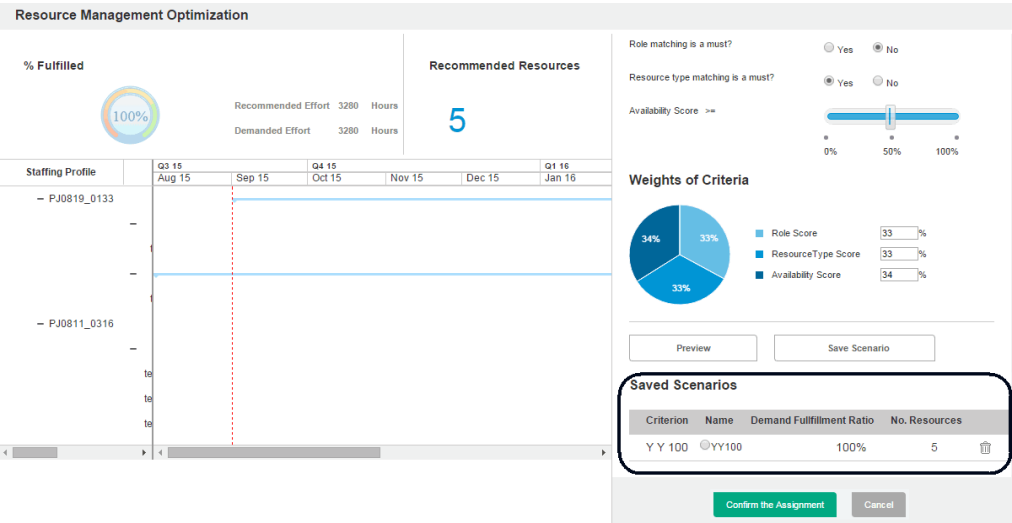 Resource Management Optimization
% Fulfilled
100%
Recommended Effort 3280 Hours
Demanded Effort 3280 Hours
Recommended Resources
5
Staffing Profile
Q3 15 Q4 15 Q1 16
Aug 15 Sep 15 Oct 15 Nov 15 Dec 15 Jan 16
− PJ0819_0133
−
t
−
t
− PJ0811_0316
−
te
te
te
Role matching is a must? Yes No
Resource type matching is a must? Yes No
Availability Score >=
0% 50% 100%
Weights of Criteria
34% 33%
33%
Role Score 33 %
ResourceType Score 33 %
Availability Score 34 %
Preview Save Scenario
Saved Scenarios
Criterion Name Demand Fullfillment Ratio No. Resources
Y Y 100 YY100 100% 5
Confirm the Assignment Cancel